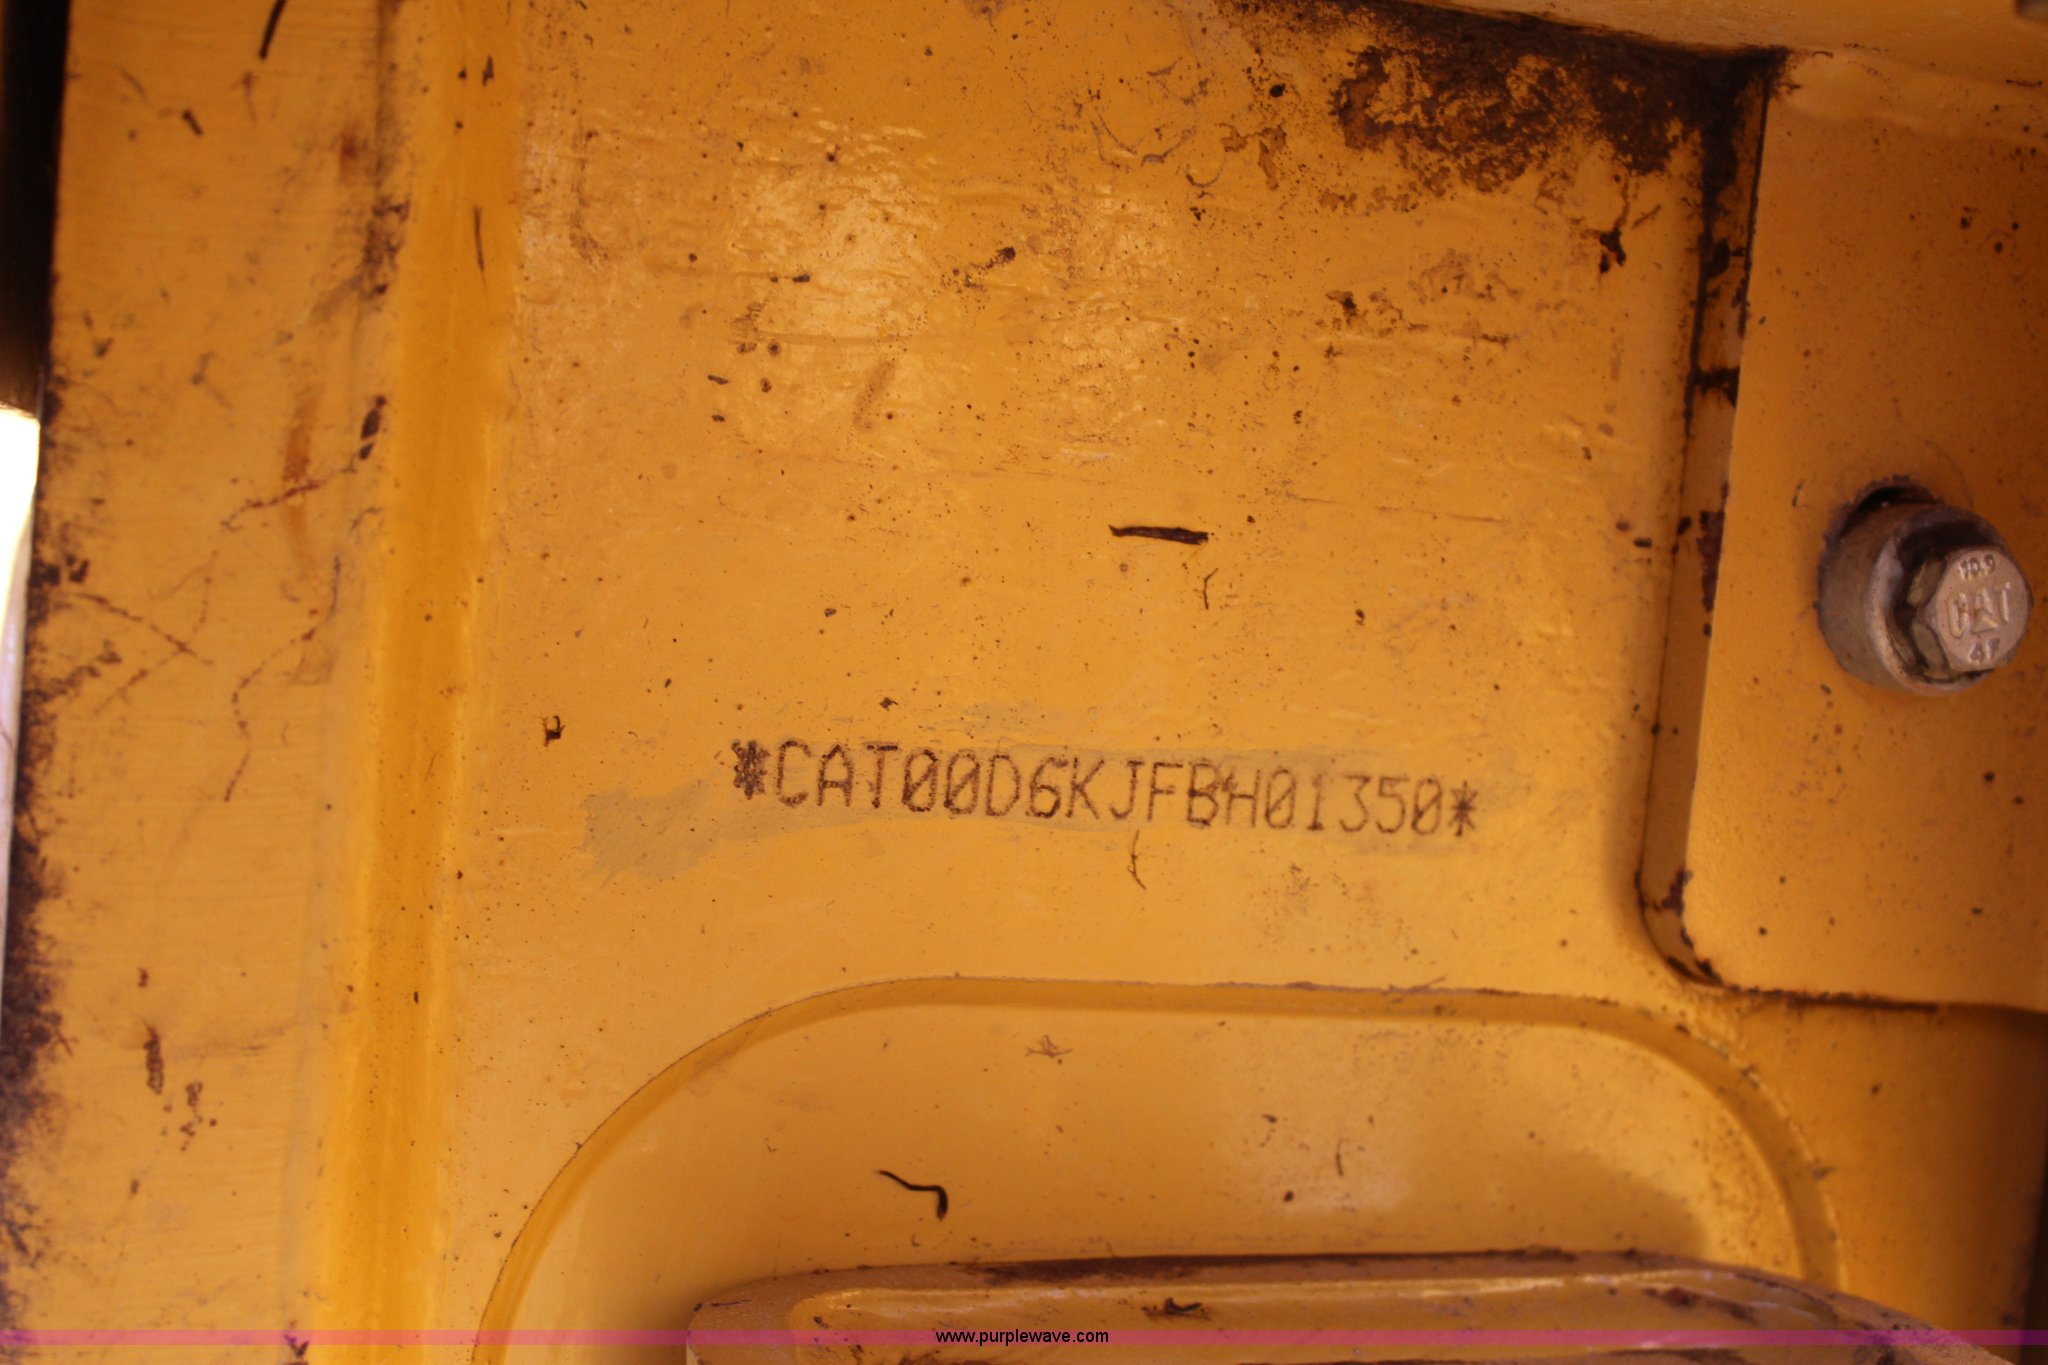 10.9
CAT
*CAT00D6KJFBH01350*
www.purplewave.com